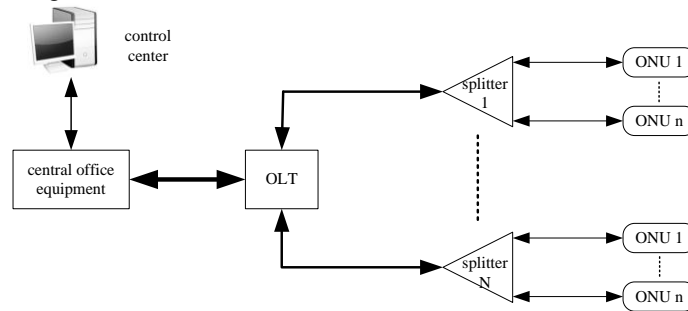 control
center
central office
equipment
OLT
splitter
1
ONU 1
ONU n
splitter
N
ONU 1
ONU n